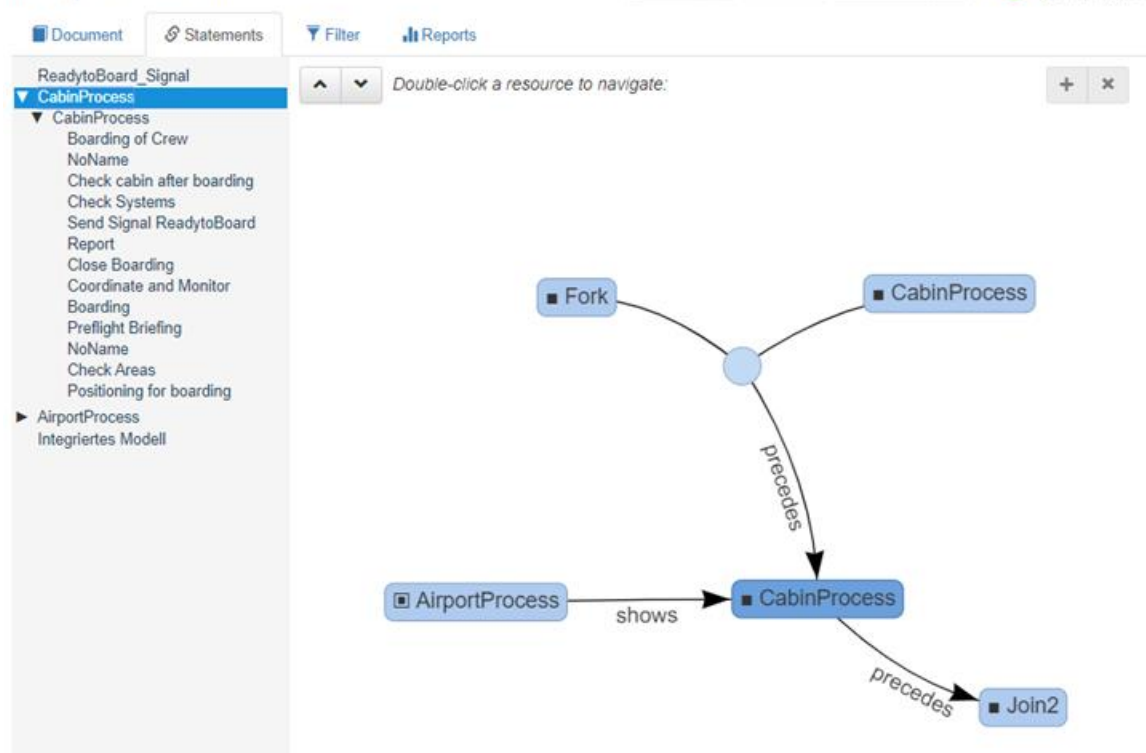 Document Statements Filter Reports
ReadytoBoard_Signal
Double-click a resource to navigate:
CabinProcess
CabinProcess
Boarding of Crew
NoName
Check cabin after boarding
Check Systems
Send Signal ReadytoBoard
Report
Close Boarding
Coordinate and Monitor
Boarding
Preflight Briefing
NoName
Check Areas
Positioning for boarding
AirportProcess
Integriertes Modell
Fork
CabinProcess
precedes
AirportProcess
shows
CabinProcess
precedes
Join2